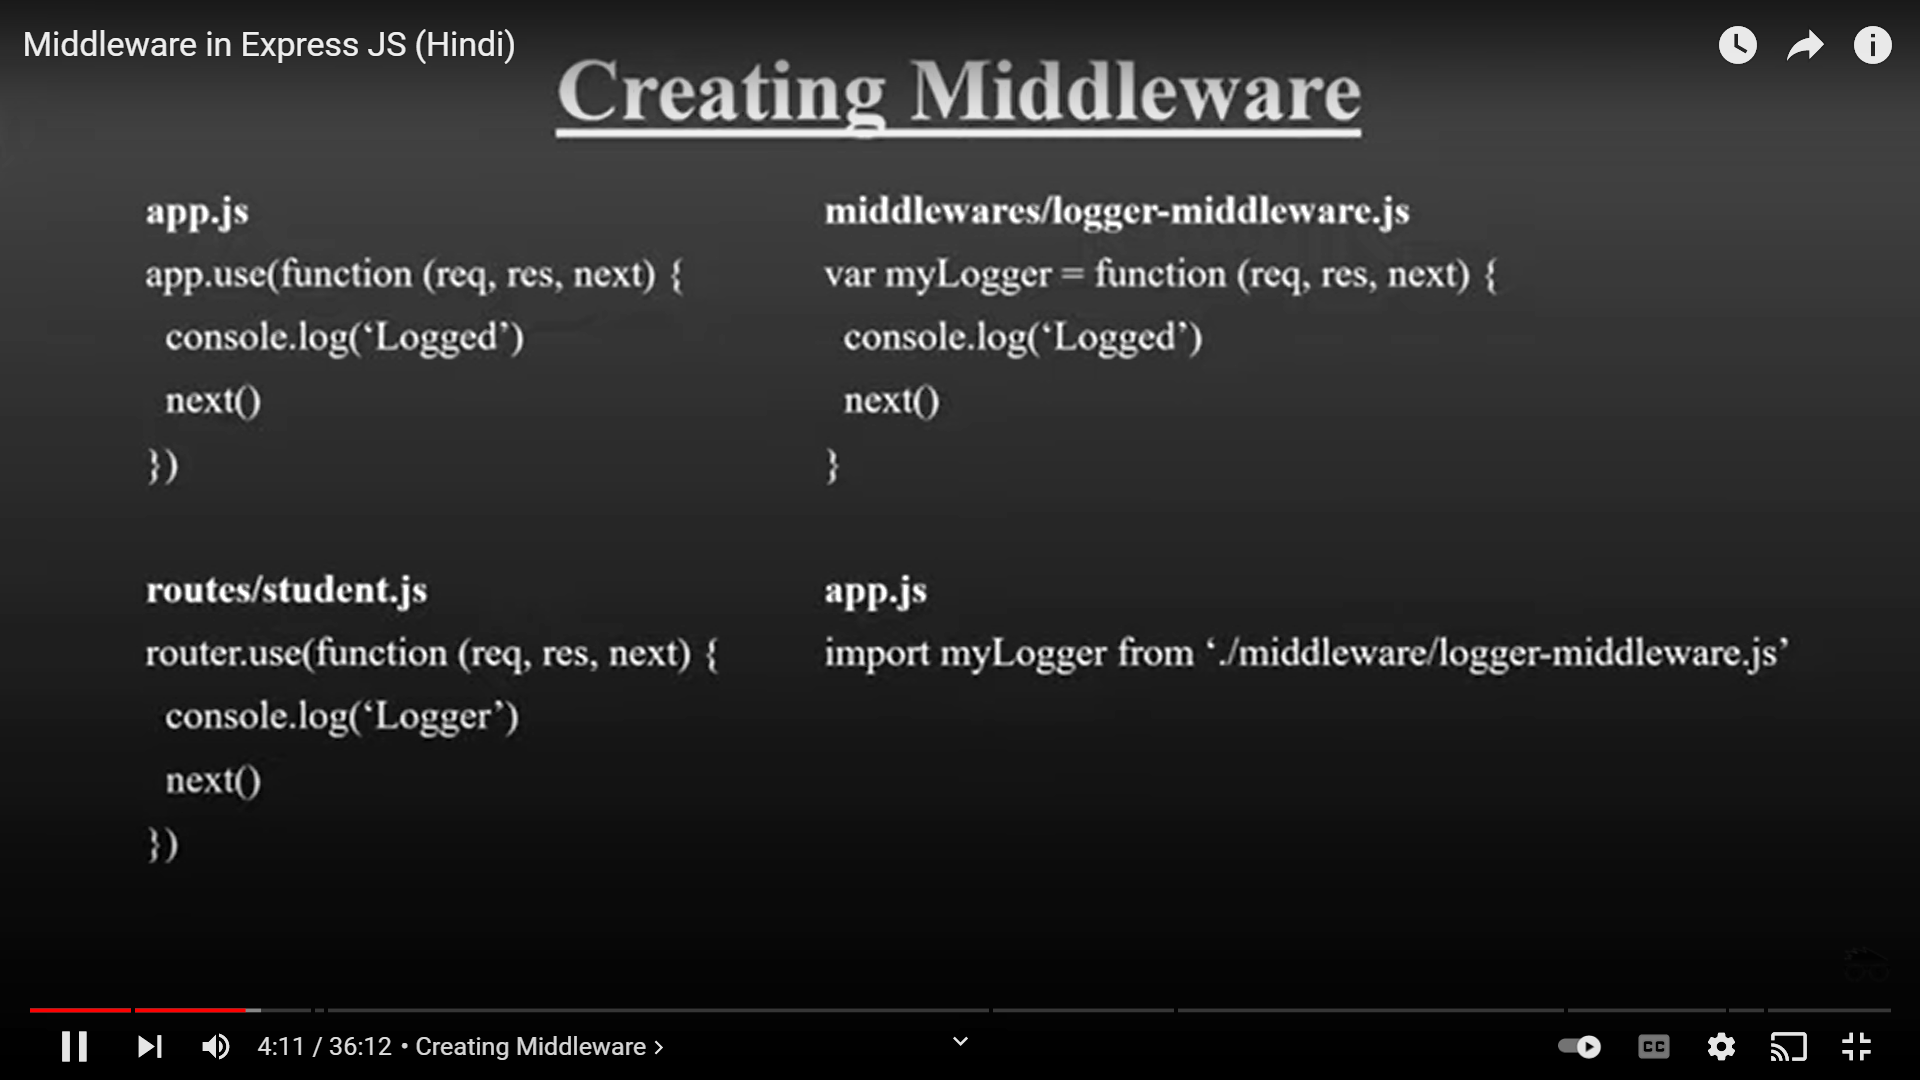 Middleware in Express JS (Hindi)
Creating Middleware
app.js
app.use(function (req, res, next) {
console.log(‘Logged’)
next()
})
routes/student.js
router.use(function (req, res, next) {
console.log(‘Logger’)
next()
})
middlewares/logger-middleware.js
var myLogger = function (req, res, next) {
console.log(‘Logged’)
next()
}
app.js
import myLogger from ‘./middleware/logger-middleware.js’
4:11 / 36:12 • Creating Middleware >
CC